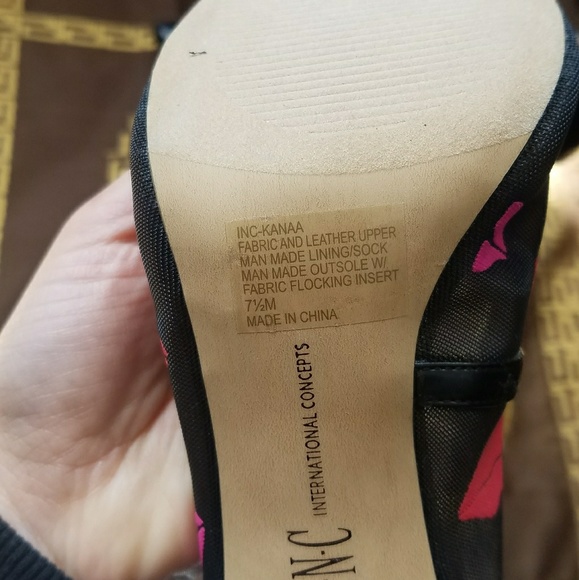 INC-KANAA
FABRIC AND LEATHER UPPER
MAN MADE LINING/SOCK
MAN MADE OUTSOLE W/
FABRIC FLOCKING INSERT
7½M
MADE IN CHINA
INTERNATIONAL CONCEPTS
N·C